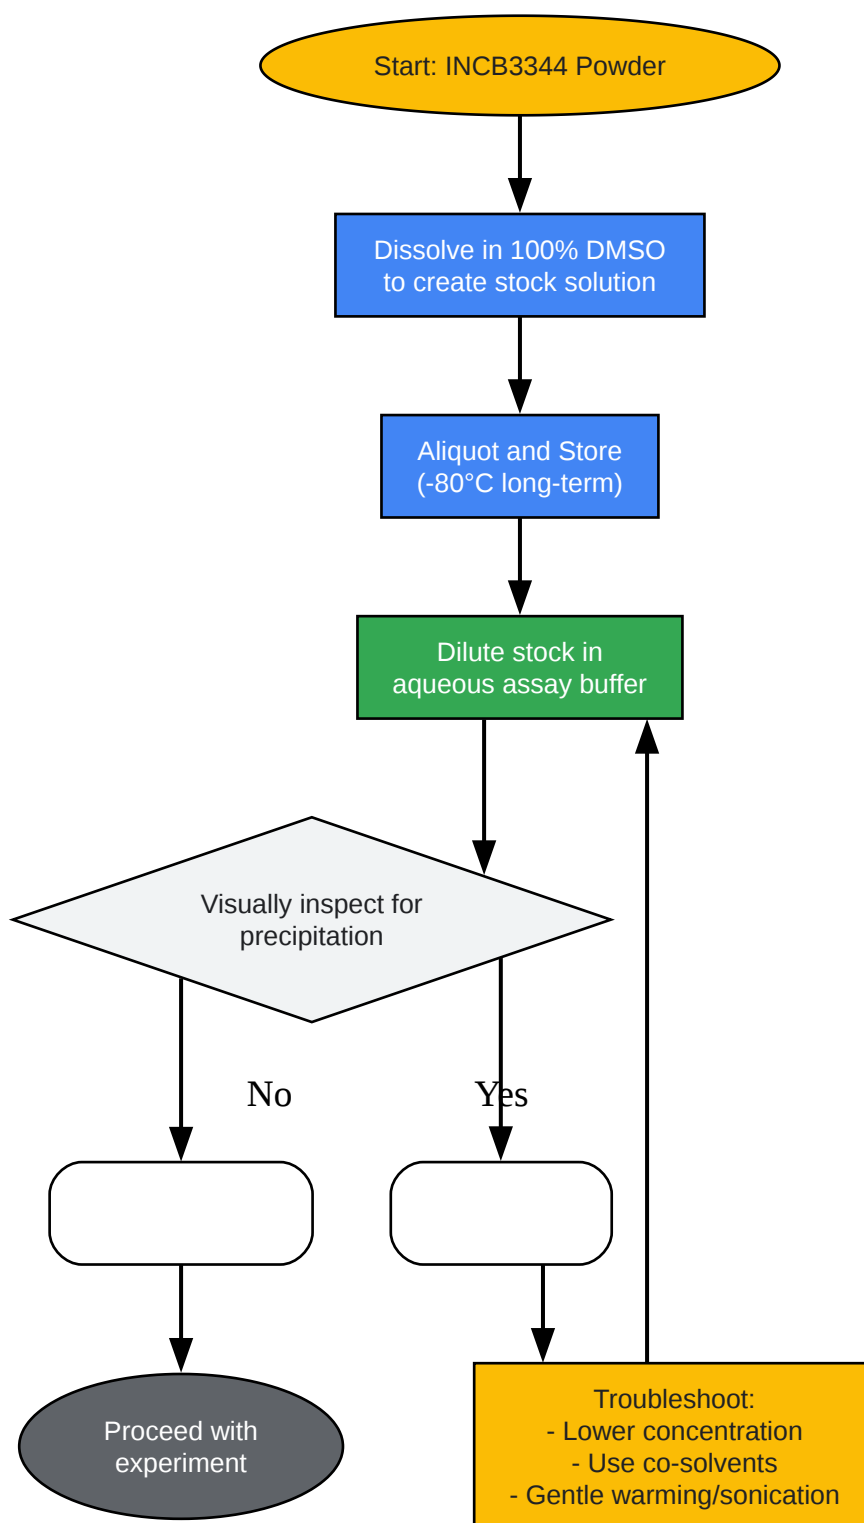 Start: INCB3344 Powder
Dissolve in 100% DMSO
to create stock solution
Aliquot and Store
(-80°C long-term)
Dilute stock in
aqueous assay buffer
Visually inspect for
precipitation
No
Yes
Proceed with
experiment
Troubleshoot:
- Lower concentration
- Use co-solvents
- Gentle warming/sonication